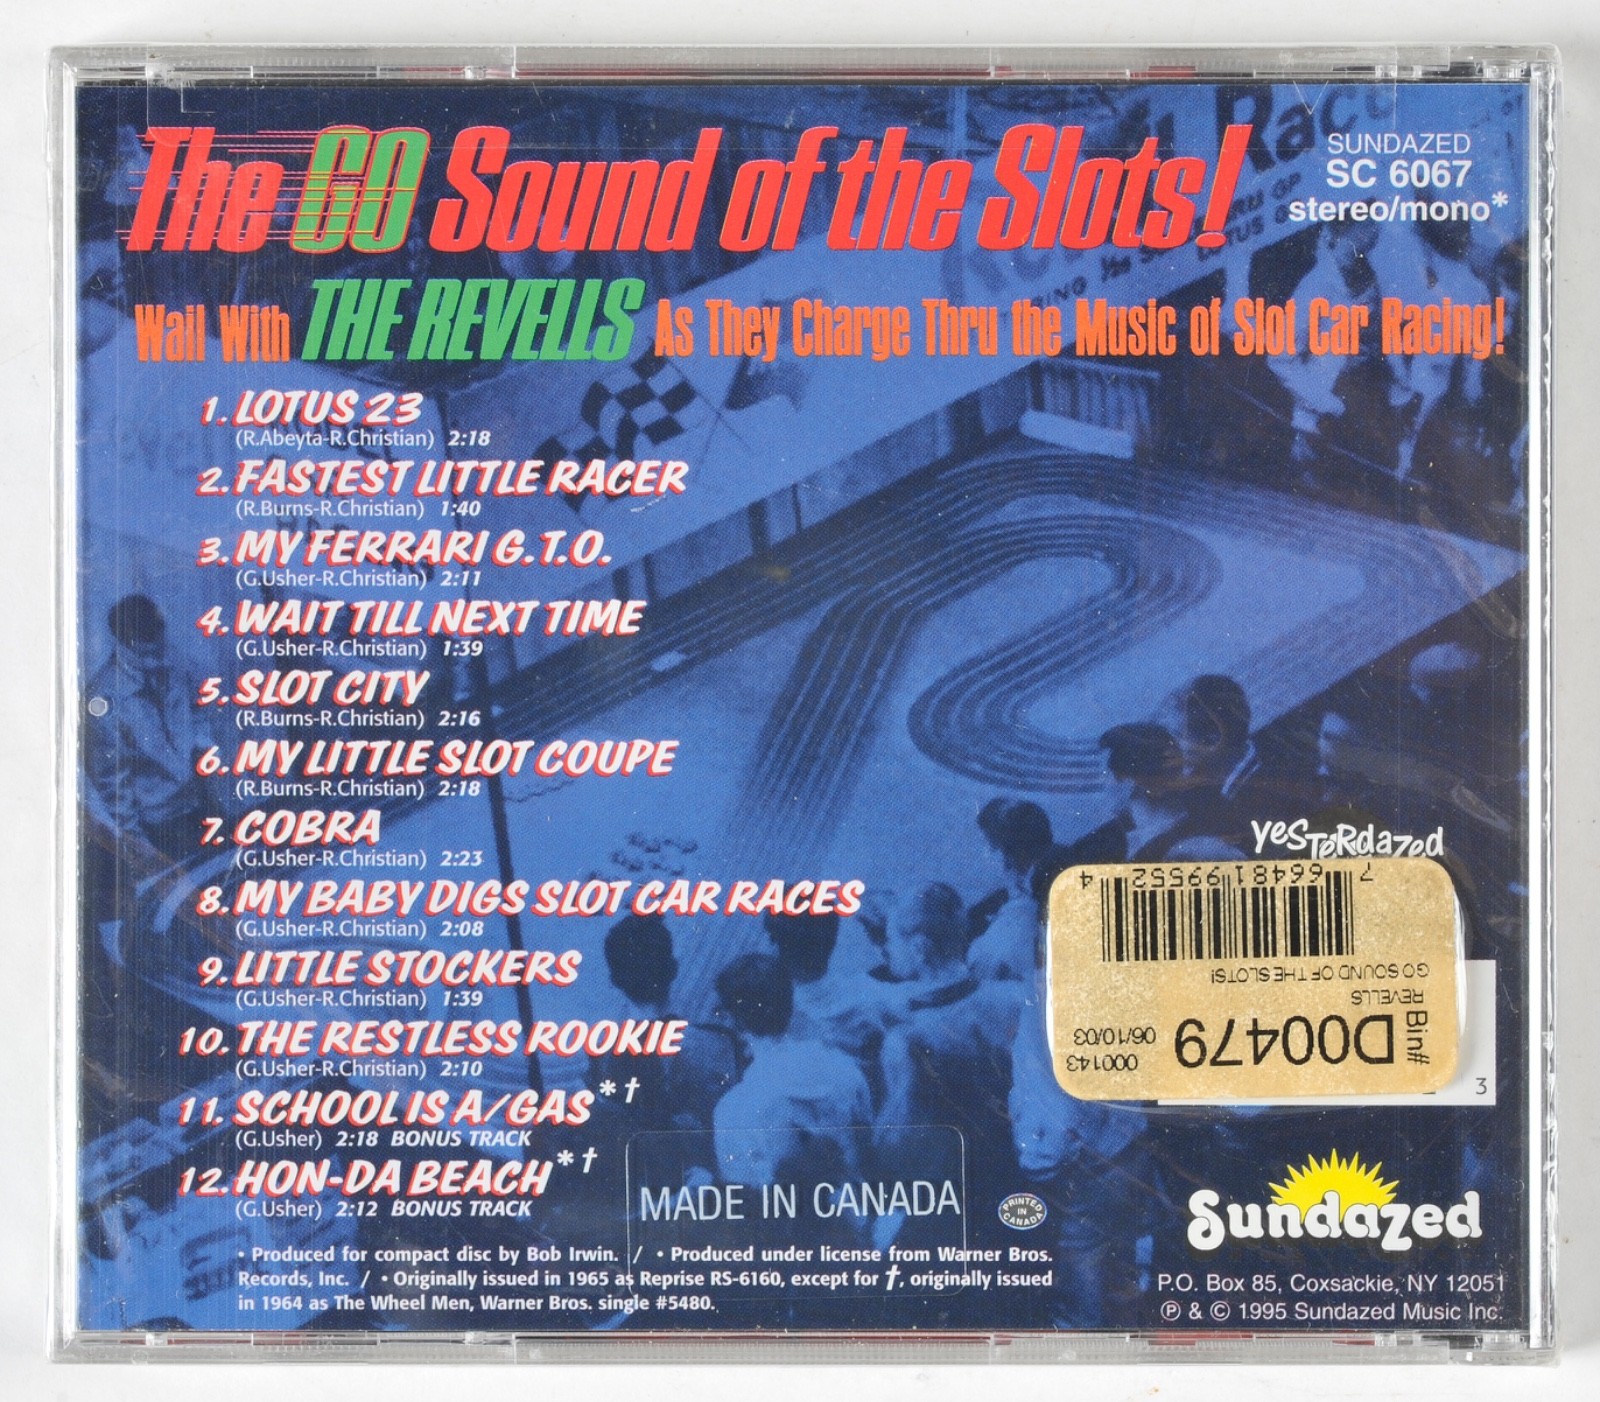 The GO Sound of the Slots!
SUNDAZED
SC 6067
stereo/mono*
Wail With THE REVELLS As They Charge Thru the Music of Slot Car Racing!
1. LOTUS 23
(R.Abeyta-R.Christian) 2:18
2. FASTEST LITTLE RACER
(R.Burns-R.Christian) 1:40
3. MY FERRARI G.T.O.
(G.Usher-R.Christian) 2:11
4. WAIT TILL NEXT TIME
(G.Usher-R.Christian) 1:39
5. SLOT CITY
(R.Burns-R.Christian) 2:16
6. MY LITTLE SLOT COUPE
(R.Burns-R.Christian) 2:18
7. COBRA
(G.Usher-R.Christian) 2:23
8. MY BABY DIGS SLOT CAR RACES
(G.Usher-R.Christian) 2:08
9. LITTLE STOCKERS
(G.Usher-R.Christian) 1:39
10. THE RESTLESS ROOKIE
(G.Usher-R.Christian) 2:10
11. SCHOOL IS A/GAS*†
(G.Usher) 2:18 BONUS TRACK
12. HON-DA BEACH*†
(G.Usher) 2:12 BONUS TRACK
• Produced for compact disc by Bob Irwin. / • Produced under license from Warner Bros.
Records, Inc. / • Originally issued in 1965 as Reprise RS-6160, except for †, originally issued
in 1964 as The Wheel Men, Warner Bros. single #5480.
MADE IN CANADA
PRINTED
IN
CANADA
yesterdazed
Bin# D00479
000143
06/10/03
REVELLS
GO SOUND OF THE SLOTS!
7 66481 99552 4
3
Sundazed
P.O. Box 85, Coxsackie, NY 12051
℗ & © 1995 Sundazed Music Inc.